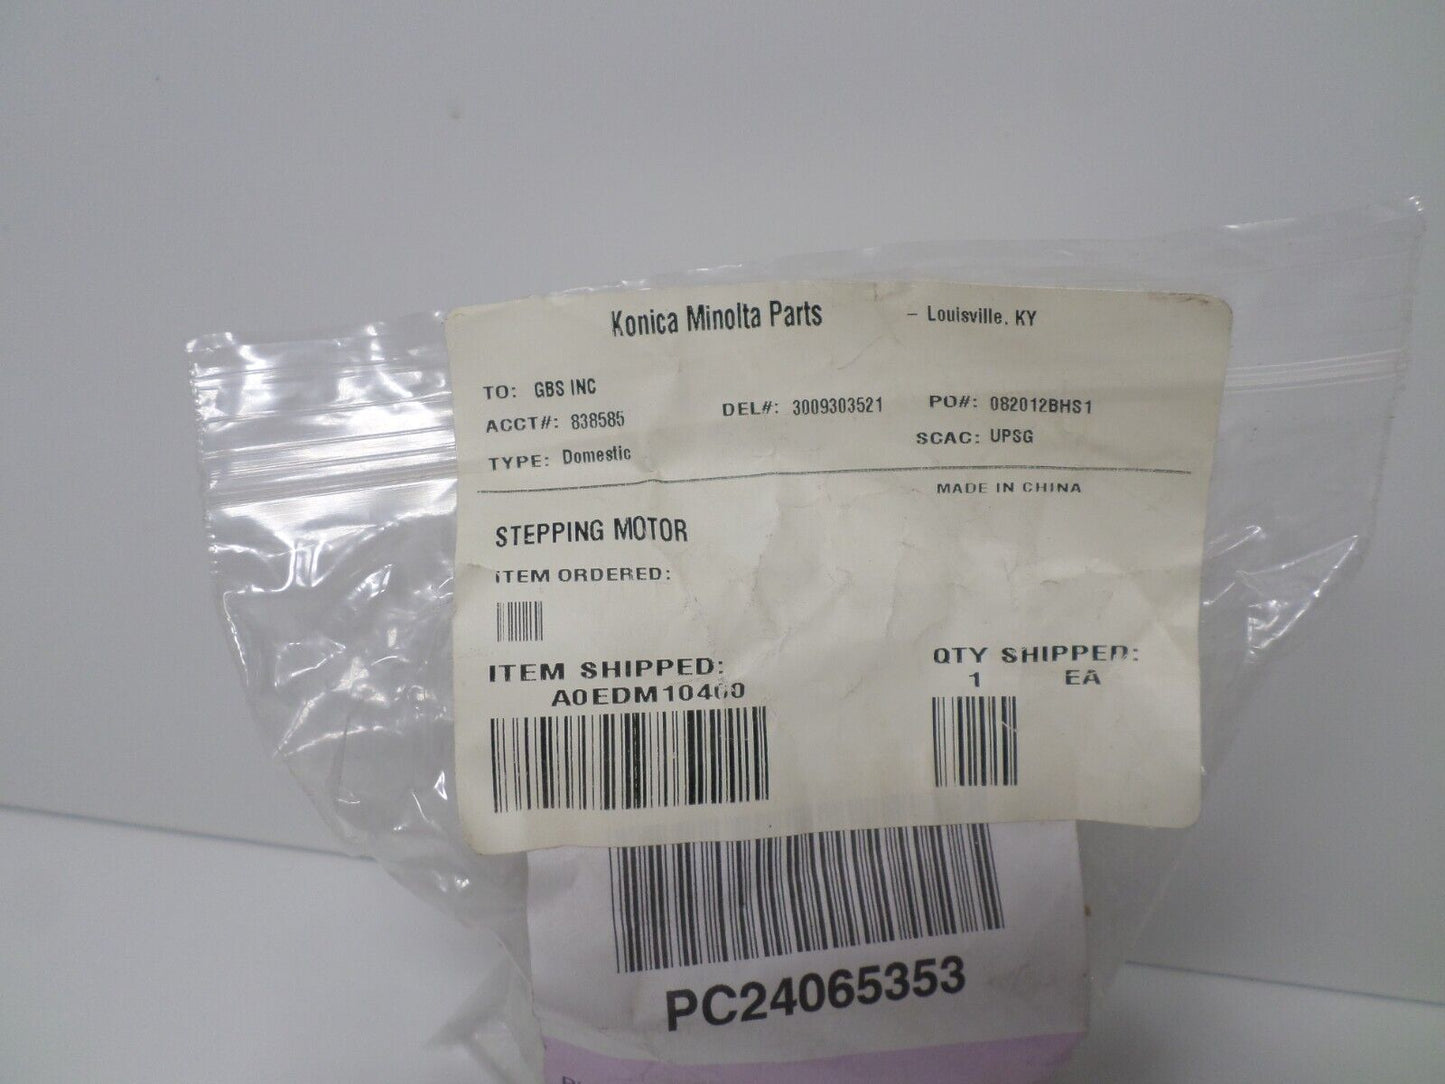 Konica Minolta Parts – Louisville, KY
TO: GBS INC
ACCT#: 838585 DEL#: 3009303521 PO#: 082012BHS1
TYPE: Domestic SCAC: UPSG
MADE IN CHINA
STEPPING MOTOR
ITEM ORDERED:
ITEM SHIPPED: QTY SHIPPED:
A0EDM10400 1 EA
PC24065353